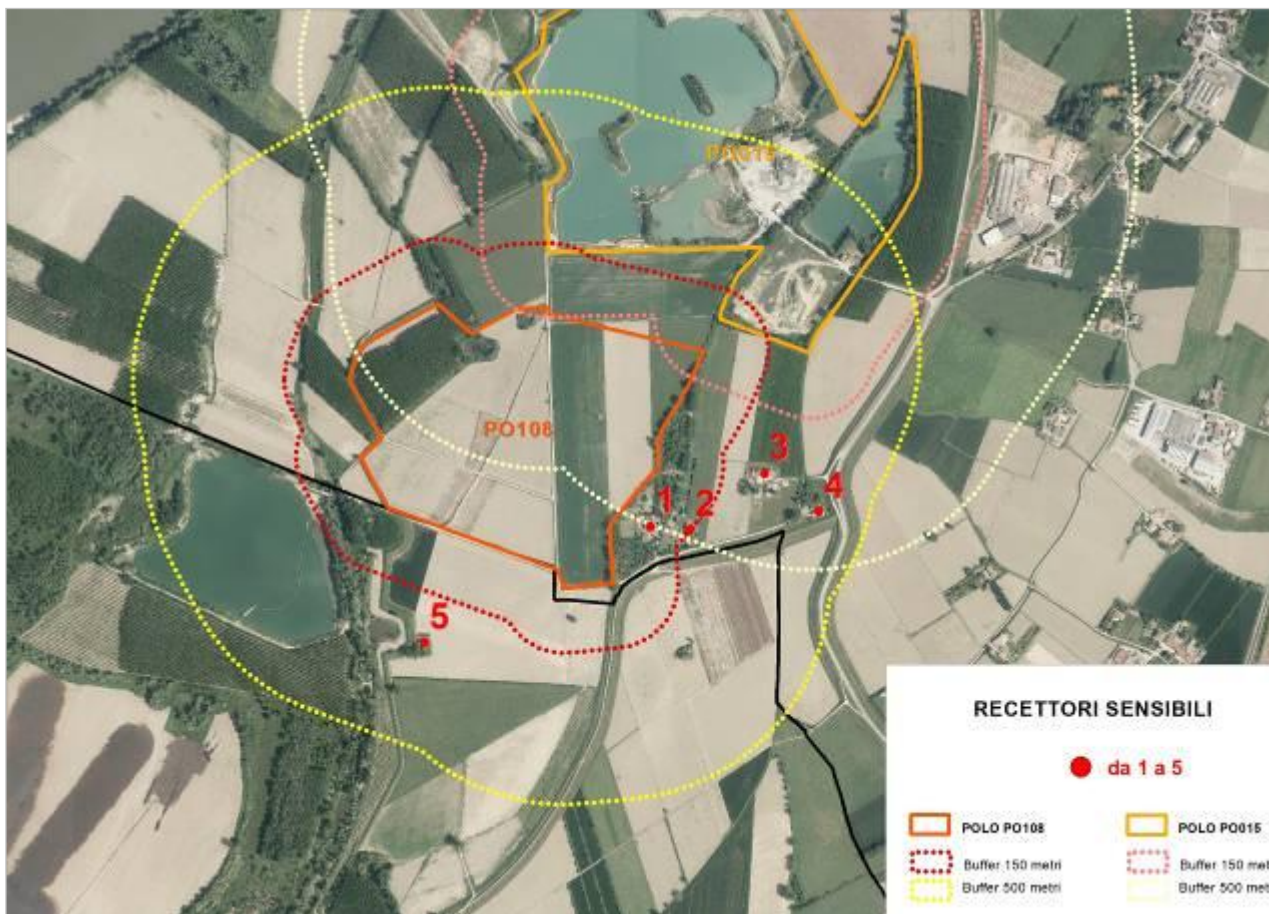 PO015
PO108
3
4
1
2
5
RECETTORI SENSIBILI
da 1 a 5
POLO PO108
POLO PO015
Buffer 150 metri
Buffer 150 met
Buffer 500 metri
Buffer 500 met